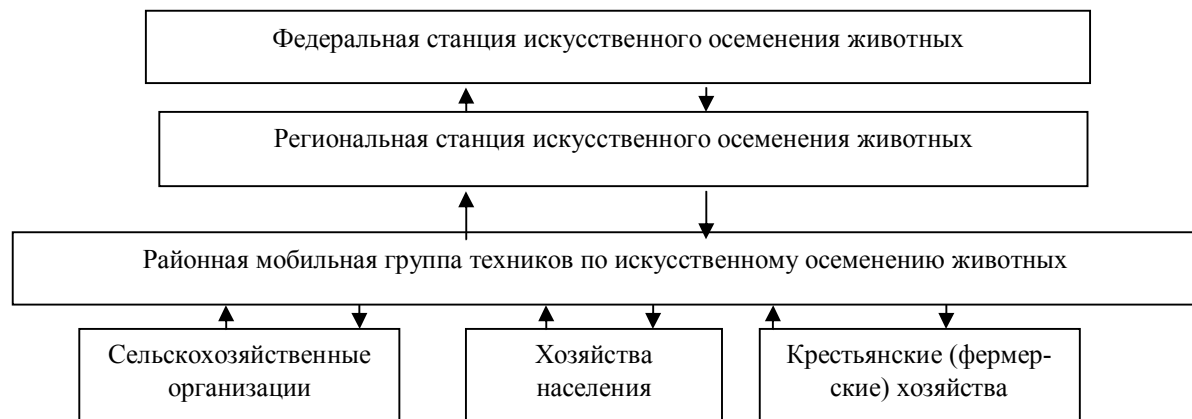 Федеральная станция искусственного осеменения животных
Региональная станция искусственного осеменения животных
Районная мобильная группа техников по искусственному осеменению животных
Сельскохозяйственные
организации
Хозяйства
населения
Крестьянские (фермер-
ские) хозяйства